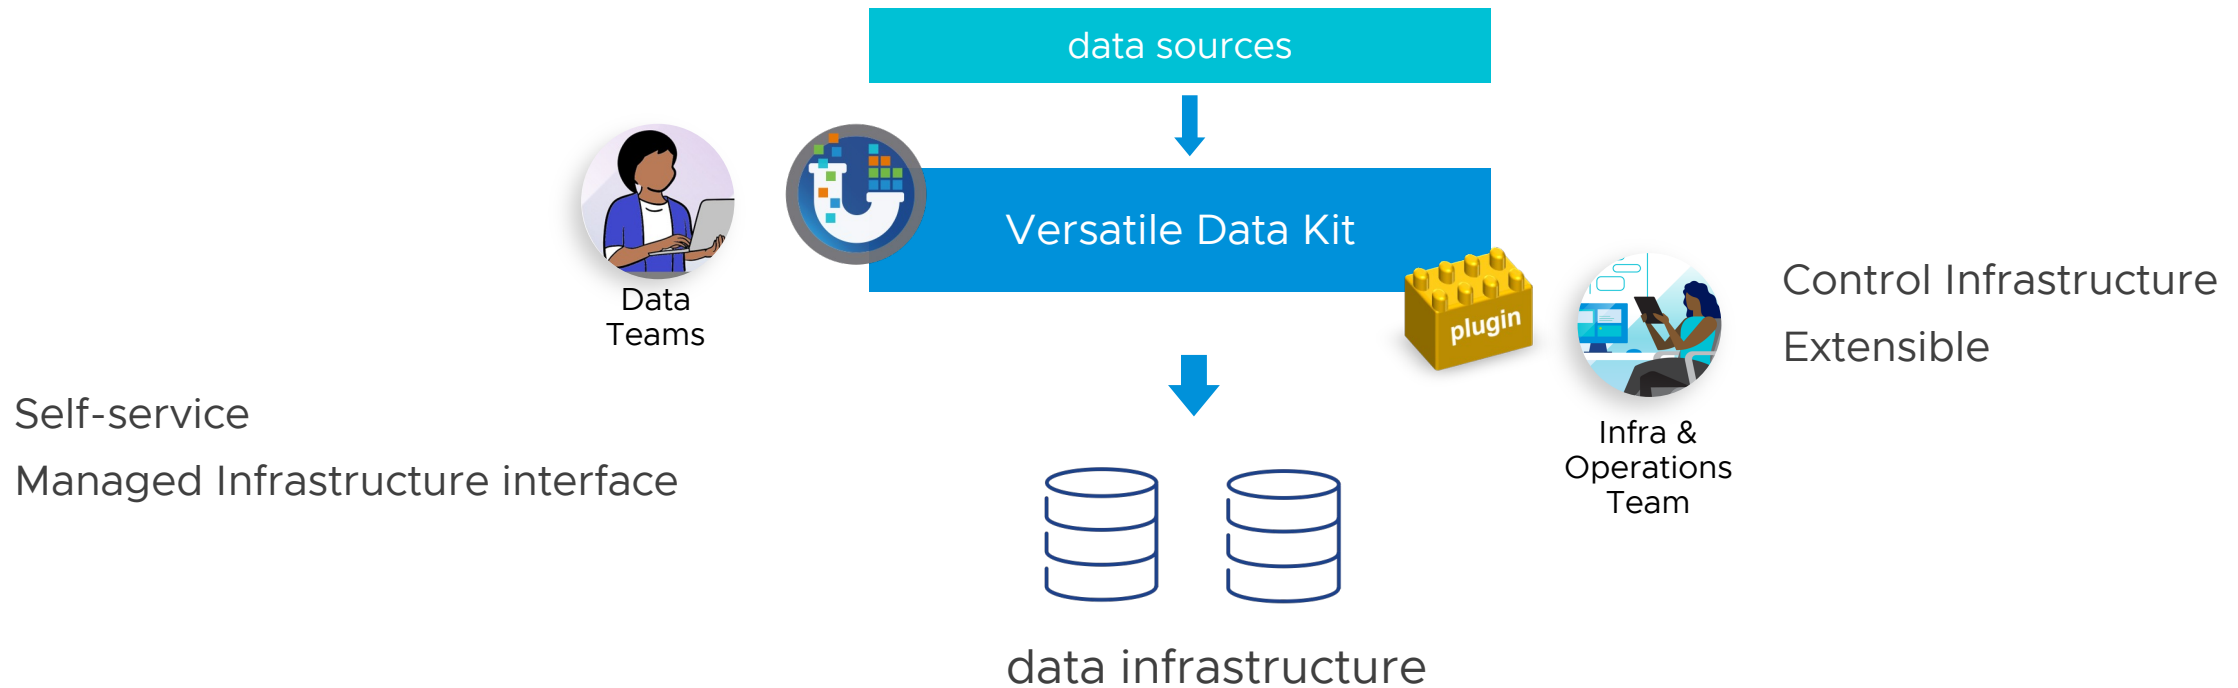 data sources
Versatile Data Kit
plugin
Data
Teams
Self-service
Managed Infrastructure interface
Control Infrastructure
Extensible
Infra &
Operations
Team
data infrastructure